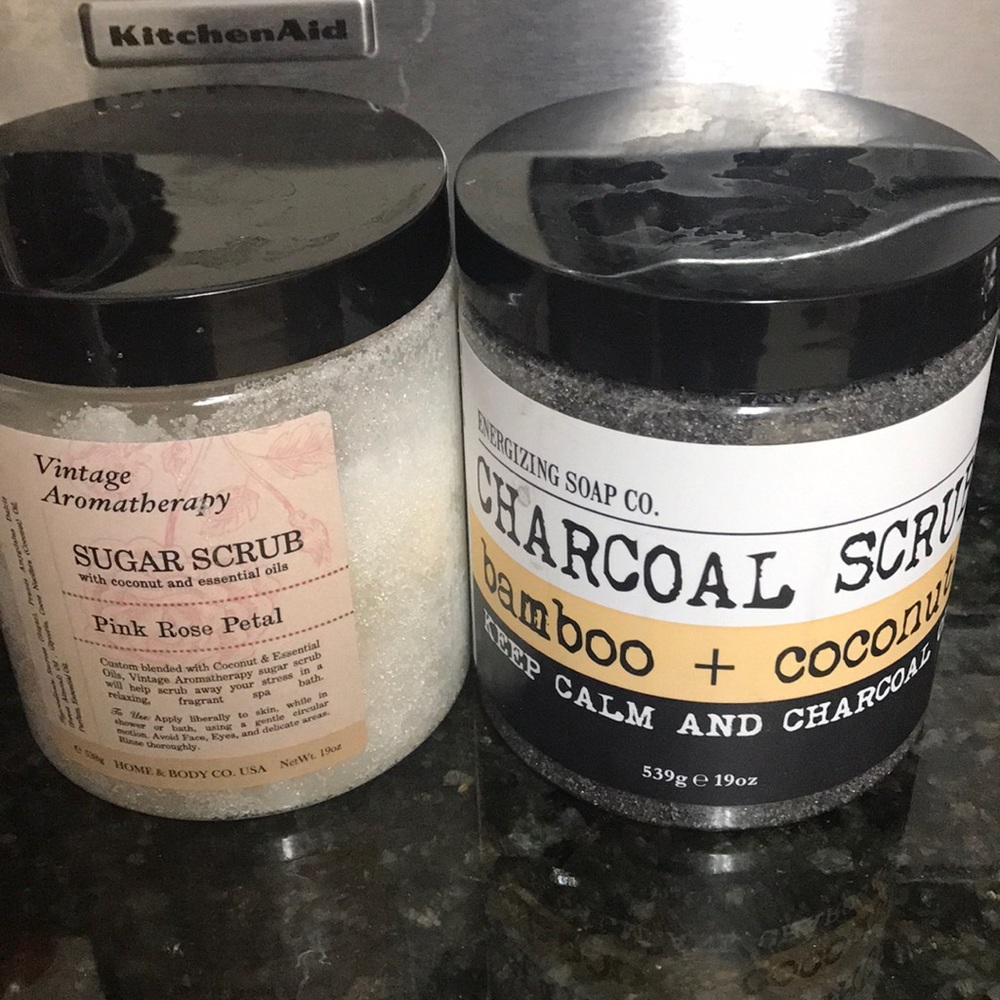 KitchenAid
Vintage
Aromatherapy
SUGAR SCRUB
with coconut and essential oils
Pink Rose Petal
Custom blended with Coconut & Essential
Oils, Vintage Aromatherapy sugar scrub
will help scrub away your stress in a
relaxing, fragrant spa bath.
To Use: Apply liberally to skin, while in
shower or bath, using a gentle circular
motion. Avoid Face, Eyes, and delicate areas.
Rinse thoroughly.
e 539g HOME & BODY CO. USA NetWt. 19oz
ENERGIZING SOAP CO.
CHARCOAL SCRUB
bamboo + coconut
KEEP CALM AND CHARCOAL
539g e 19oz